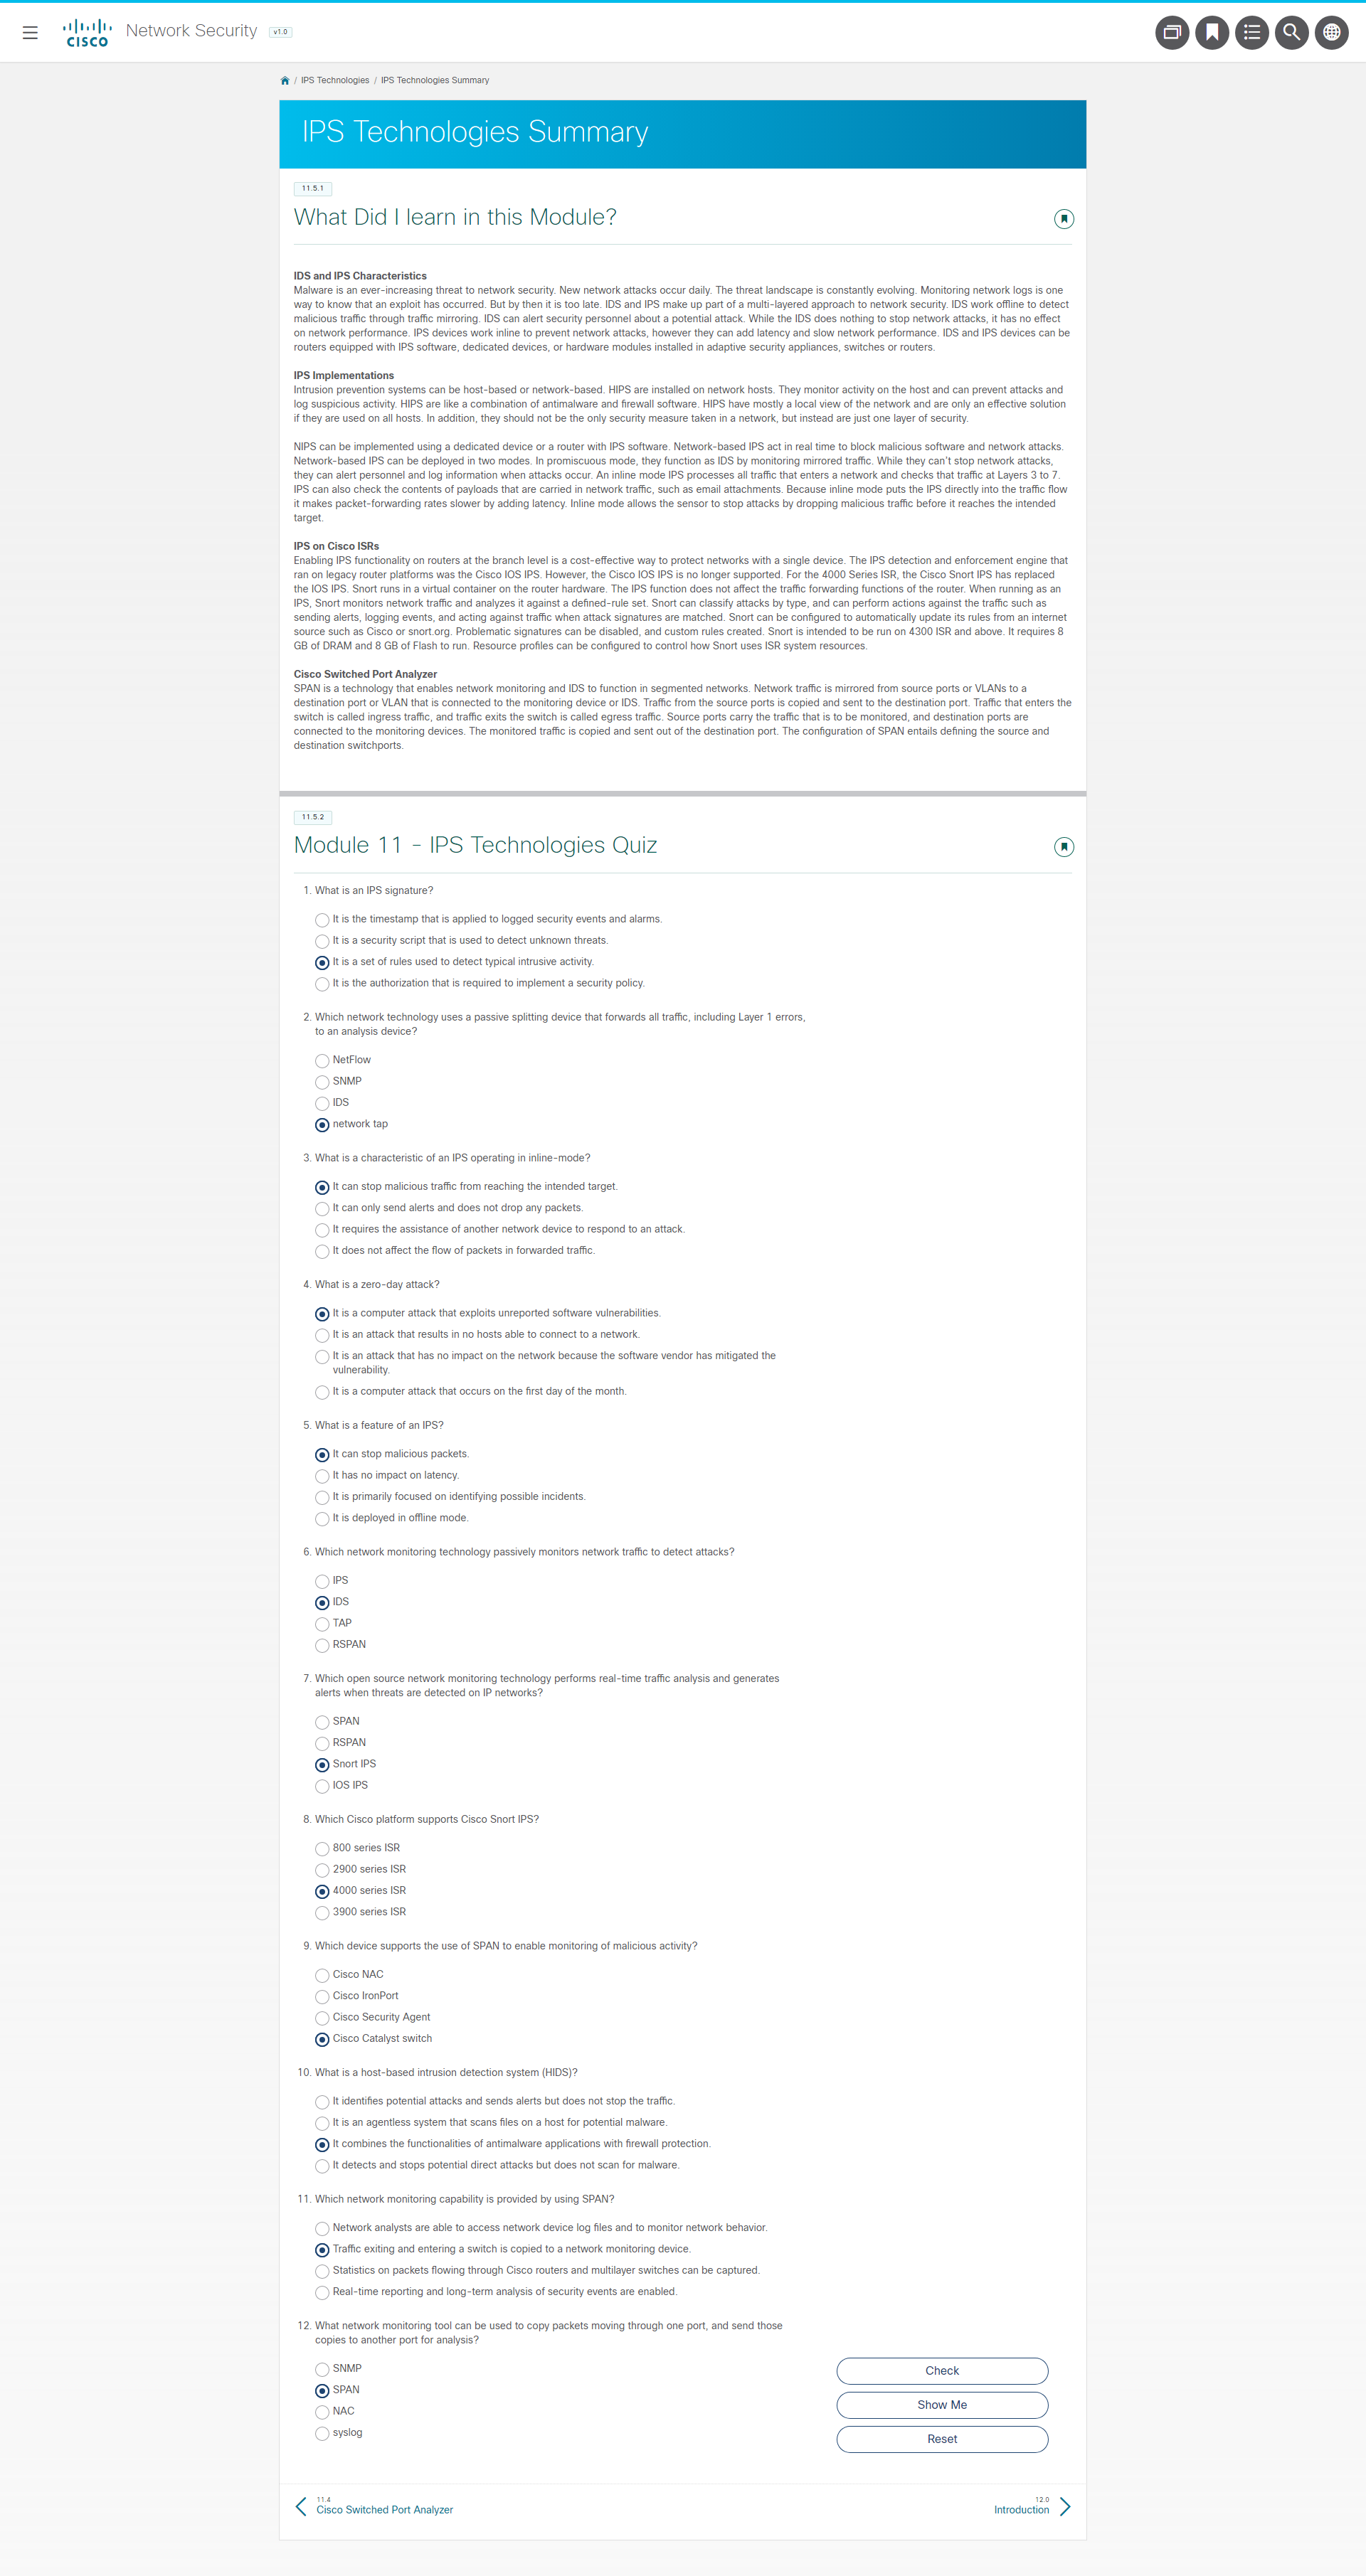 CISCO
Network Security v1.0
/ IPS Technologies / IPS Technologies Summary
IPS Technologies Summary
11.5.1
What Did I learn in this Module?
IDS and IPS Characteristics
Malware is an ever-increasing threat to network security. New network attacks occur daily. The threat landscape is constantly evolving. Monitoring network logs is one
way to know that an exploit has occurred. But by then it is too late. IDS and IPS make up part of a multi-layered approach to network security. IDS work offline to detect
malicious traffic through traffic mirroring. IDS can alert security personnel about a potential attack. While the IDS does nothing to stop network attacks, it has no effect
on network performance. IPS devices work inline to prevent network attacks, however they can add latency and slow network performance. IDS and IPS devices can be
routers equipped with IPS software, dedicated devices, or hardware modules installed in adaptive security appliances, switches or routers.
IPS Implementations
Intrusion prevention systems can be host-based or network-based. HIPS are installed on network hosts. They monitor activity on the host and can prevent attacks and
log suspicious activity. HIPS are like a combination of antimalware and firewall software. HIPS have mostly a local view of the network and are only an effective solution
if they are used on all hosts. In addition, they should not be the only security measure taken in a network, but instead are just one layer of security.
NIPS can be implemented using a dedicated device or a router with IPS software. Network-based IPS act in real time to block malicious software and network attacks.
Network-based IPS can be deployed in two modes. In promiscuous mode, they function as IDS by monitoring mirrored traffic. While they can't stop network attacks,
they can alert personnel and log information when attacks occur. An inline mode IPS processes all traffic that enters a network and checks that traffic at Layers 3 to 7.
IPS can also check the contents of payloads that are carried in network traffic, such as email attachments. Because inline mode puts the IPS directly into the traffic flow
it makes packet-forwarding rates slower by adding latency. Inline mode allows the sensor to stop attacks by dropping malicious traffic before it reaches the intended
target.
IPS on Cisco ISRs
Enabling IPS functionality on routers at the branch level is a cost-effective way to protect networks with a single device. The IPS detection and enforcement engine that
ran on legacy router platforms was the Cisco IOS IPS. However, the Cisco IOS IPS is no longer supported. For the 4000 Series ISR, the Cisco Snort IPS has replaced
the IOS IPS. Snort runs in a virtual container on the router hardware. The IPS function does not affect the traffic forwarding functions of the router. When running as an
IPS, Snort monitors network traffic and analyzes it against a defined-rule set. Snort can classify attacks by type, and can perform actions against the traffic such as
sending alerts, logging events, and acting against traffic when attack signatures are matched. Snort can be configured to automatically update its rules from an internet
source such as Cisco or snort.org. Problematic signatures can be disabled, and custom rules created. Snort is intended to be run on 4300 ISR and above. It requires 8
GB of DRAM and 8 GB of Flash to run. Resource profiles can be configured to control how Snort uses ISR system resources.
Cisco Switched Port Analyzer
SPAN is a technology that enables network monitoring and IDS to function in segmented networks. Network traffic is mirrored from source ports or VLANs to a
destination port or VLAN that is connected to the monitoring device or IDS. Traffic from the source ports is copied and sent to the destination port. Traffic that enters the
switch is called ingress traffic, and traffic exits the switch is called egress traffic. Source ports carry the traffic that is to be monitored, and destination ports are
connected to the monitoring devices. The monitored traffic is copied and sent out of the destination port. The configuration of SPAN entails defining the source and
destination switchports.
11.5.2
Module 11 - IPS Technologies Quiz
1. What is an IPS signature?
It is the timestamp that is applied to logged security events and alarms.
It is a security script that is used to detect unknown threats.
It is a set of rules used to detect typical intrusive activity.
It is the authorization that is required to implement a security policy.
2. Which network technology uses a passive splitting device that forwards all traffic, including Layer 1 errors,
to an analysis device?
NetFlow
SNMP
IDS
network tap
3. What is a characteristic of an IPS operating in inline-mode?
It can stop malicious traffic from reaching the intended target.
It can only send alerts and does not drop any packets.
It requires the assistance of another network device to respond to an attack.
It does not affect the flow of packets in forwarded traffic.
4. What is a zero-day attack?
It is a computer attack that exploits unreported software vulnerabilities.
It is an attack that results in no hosts able to connect to a network.
It is an attack that has no impact on the network because the software vendor has mitigated the
vulnerability.
It is a computer attack that occurs on the first day of the month.
5. What is a feature of an IPS?
It can stop malicious packets.
It has no impact on latency.
It is primarily focused on identifying possible incidents.
It is deployed in offline mode.
6. Which network monitoring technology passively monitors network traffic to detect attacks?
IPS
IDS
TAP
RSPAN
7. Which open source network monitoring technology performs real-time traffic analysis and generates
alerts when threats are detected on IP networks?
SPAN
RSPAN
Snort IPS
IOS IPS
8. Which Cisco platform supports Cisco Snort IPS?
800 series ISR
2900 series ISR
4000 series ISR
3900 series ISR
9. Which device supports the use of SPAN to enable monitoring of malicious activity?
Cisco NAC
Cisco IronPort
Cisco Security Agent
Cisco Catalyst switch
10. What is a host-based intrusion detection system (HIDS)?
It identifies potential attacks and sends alerts but does not stop the traffic.
It is an agentless system that scans files on a host for potential malware.
It combines the functionalities of antimalware applications with firewall protection.
It detects and stops potential direct attacks but does not scan for malware.
11. Which network monitoring capability is provided by using SPAN?
Network analysts are able to access network device log files and to monitor network behavior.
Traffic exiting and entering a switch is copied to a network monitoring device.
Statistics on packets flowing through Cisco routers and multilayer switches can be captured.
Real-time reporting and long-term analysis of security events are enabled.
12. What network monitoring tool can be used to copy packets moving through one port, and send those
copies to another port for analysis?
SNMP
SPAN
NAC
syslog
Check
Show Me
Reset
11.4
Cisco Switched Port Analyzer
12.0
Introduction